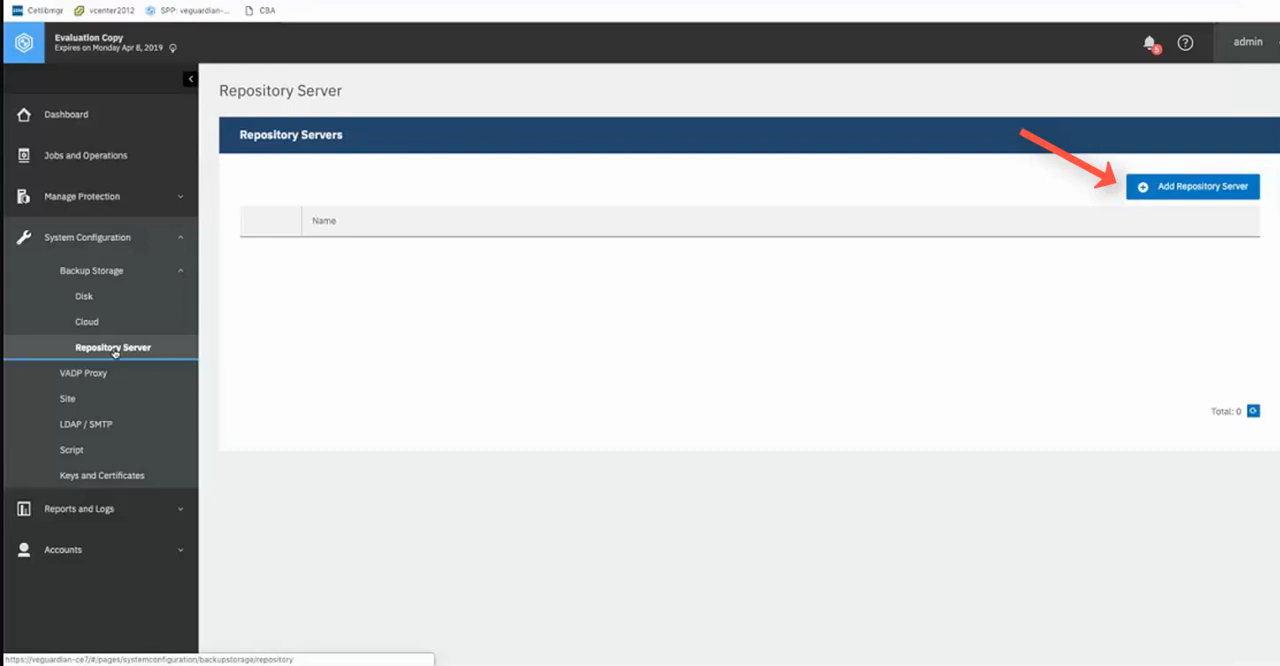 Cetlibmgr vcenter2012 SPP: veguardian-... CBA
Evaluation Copy
Expires on Monday Apr 8, 2019
5
admin
Dashboard
Jobs and Operations
Manage Protection
System Configuration
Backup Storage
Disk
Cloud
Repository Server
VADP Proxy
Site
LDAP / SMTP
Script
Keys and Certificates
Reports and Logs
Accounts
Repository Server
Repository Servers
Add Repository Server
Name
Total: 0
https://veguardian-ce7/#/pages/systemconfiguration/backupstorage/repository